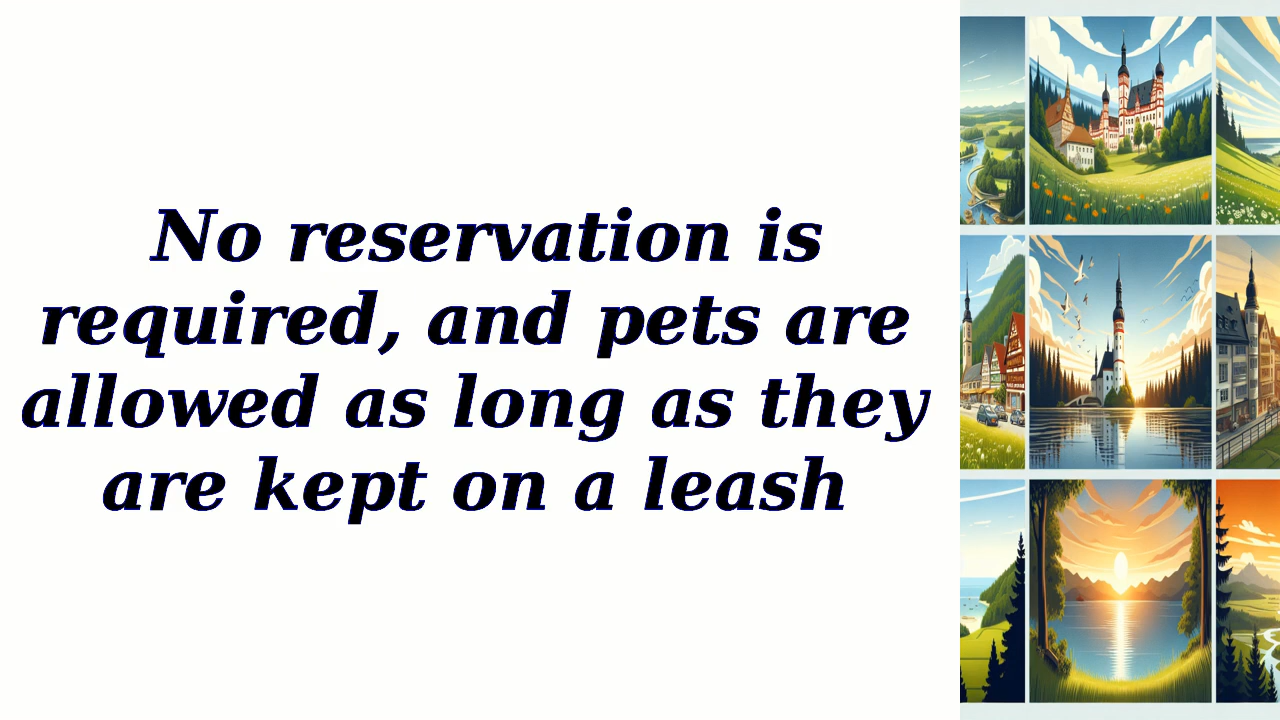 No reservation is
required, and pets are
allowed as long as they
are kept on a leash